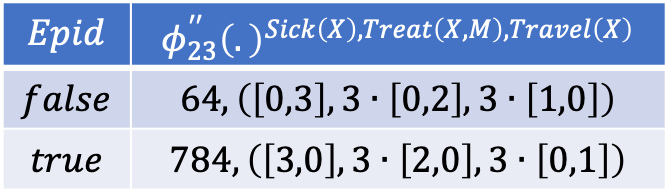 Epid ϕ″₂₃(.)^{Sick(X),Treat(X,M),Travel(X)}
false 64, ([0,3], 3 · [0,2], 3 · [1,0])
true 784, ([3,0], 3 · [2,0], 3 · [0,1])